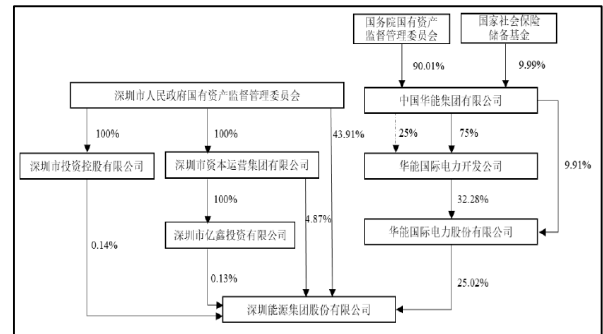 国务院国有资产
监督管理委员会
国家社会保险
储备基金
90.01%
9.99%
深圳市人民政府国有资产监督管理委员会
中国华能集团有限公司
100%
100%
43.91%
25%
75%
深圳市投资控股有限公司
深圳市资本运营集团有限公司
华能国际电力开发公司
9.91%
100%
4.87%
32.28%
深圳市亿鑫投资有限公司
华能国际电力股份有限公司
0.14%
0.13%
25.02%
深圳能源集团股份有限公司